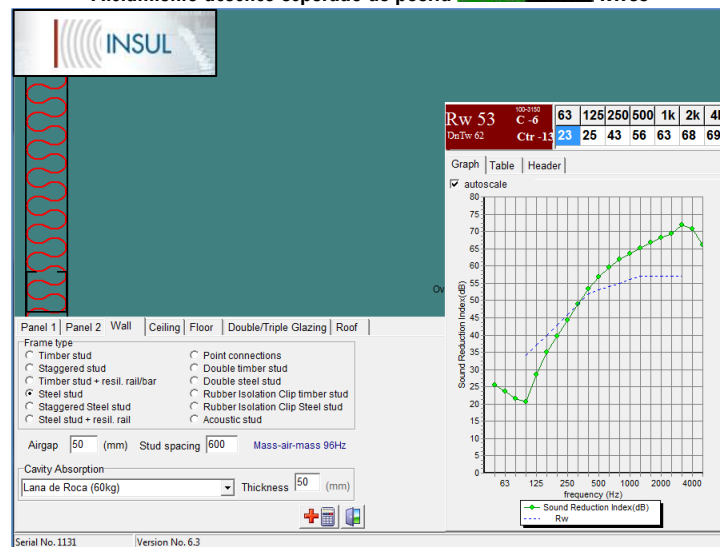 INSUL
Rw 53
100-3150
C -6
DnTw 62
Ctr -13
63 125 250 500 1k 2k
23 25 43 56 63 68 69
Graph Table Header
autoscale
80
75
70
65
60
55
50
45
40
35
30
25
20
15
10
5
0
Sound Reduction Index(dB)
63 125 250 500 1000 2000 4000
frequency (Hz)
Sound Reduction Index(dB)
Rw
Ov
Panel 1 Panel 2 Wall Ceiling Floor Double/Triple Glazing Roof
Frame type
Timber stud
Staggered stud
Timber stud + resil. rail/bar
Steel stud
Staggered Steel stud
Steel stud + resil. rail
Point connections
Double timber stud
Double steel stud
Rubber Isolation Clip timber stud
Rubber Isolation Clip Steel stud
Acoustic stud
Airgap 50 (mm) Stud spacing 600 Mass-air-mass 96Hz
Cavity Absorption
Lana de Roca (60kg) Thickness 50 (mm)
Serial No. 1131 Version No. 6.3